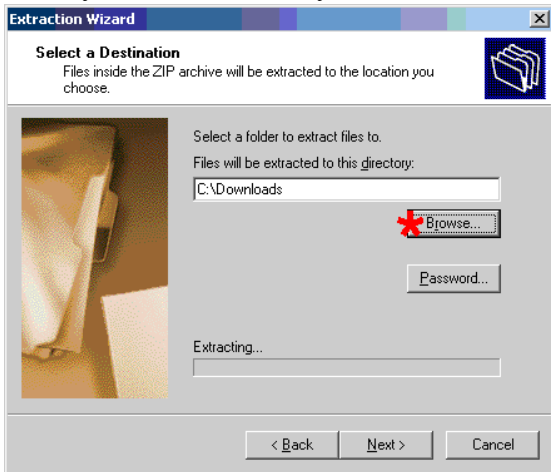 Extraction Wizard
Select a Destination
Files inside the ZIP archive will be extracted to the location you
choose.
Select a folder to extract files to.
Files will be extracted to this directory:
C:\Downloads
Browse...
Password...
Extracting...
< Back
Next >
Cancel